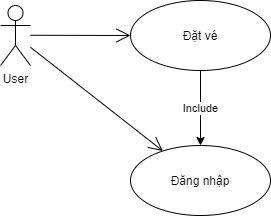 Đặt vé
User
Include
Đăng nhập